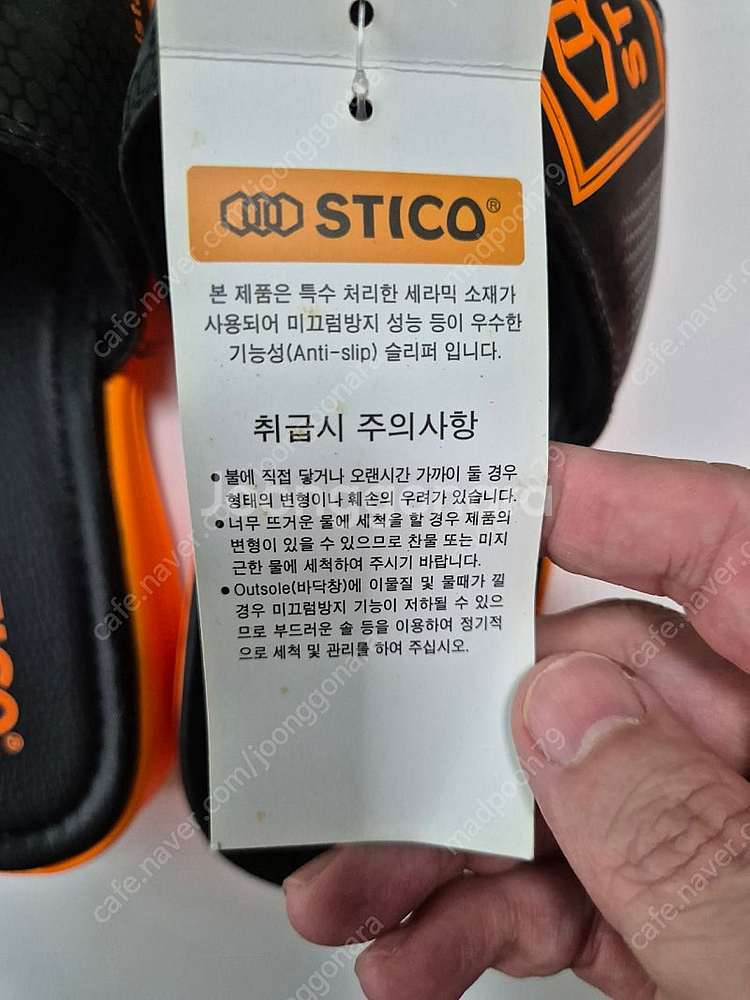 STICO®
본 제품은 특수 처리한 세라믹 소재가
사용되어 미끄럼방지 성능 등이 우수한
기능성(Anti-slip) 슬리퍼 입니다.
취급시 주의사항
● 불에 직접 닿거나 오랜시간 가까이 둘 경우
형태의 변형이나 훼손의 우려가 있습니다.
● 너무 뜨거운 물에 세척을 할 경우 제품의
변형이 있을 수 있으므로 찬물 또는 미지
근한 물에 세척하여 주시기 바랍니다.
● Outsole(바닥창)에 이물질 및 물때가 낄
경우 미끄럼방지 기능이 저하될 수 있으
므로 부드러운 솔 등을 이용하여 정기적
으로 세척 및 관리를 하여 주십시오.
ST
joonggonara
cafe.naver.com/joonggonara
madpooh79